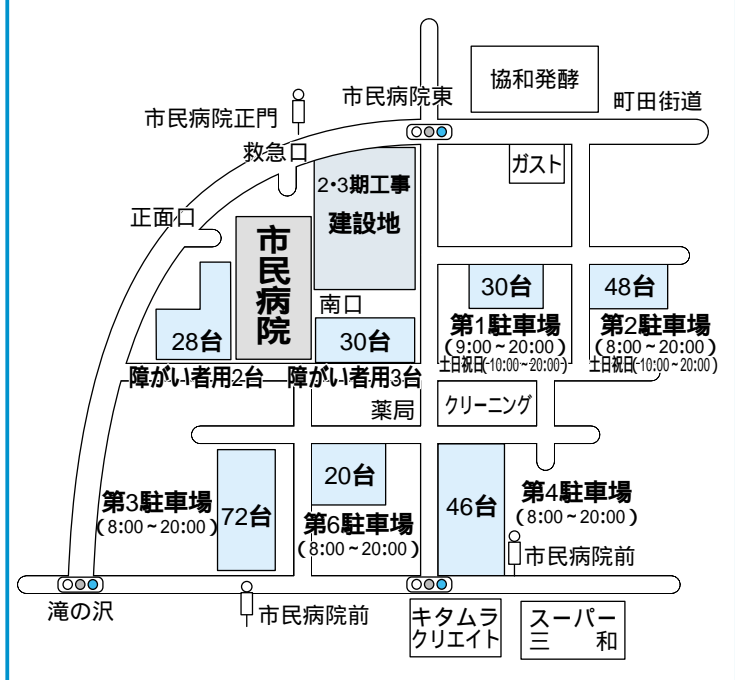 協和発酵
市民病院東
町田街道
市民病院正門
救急口
ガスト
2・3期工事
建設地
正面口
市民病院
南口
30台
48台
28台
30台
第1駐車場
(9:00~20:00)
土日祝日(-10:00~20:00)
第2駐車場
(8:00~20:00)
土日祝日(-10:00~20:00)
障がい者用2台
障がい者用3台
薬局
クリーニング
20台
第3駐車場
(8:00~20:00)
72台
第6駐車場
(8:00~20:00)
46台
第4駐車場
(8:00~20:00)
市民病院前
滝の沢
市民病院前
キタムラ
クリエイト
スーパー
三 和